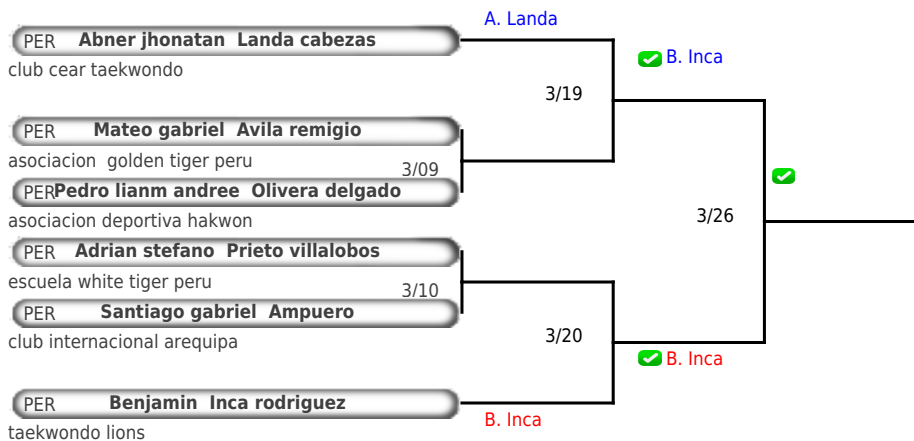 A. Landa
PER Abner jhonatan Landa cabezas
B. Inca
club cear taekwondo
3/19
PER Mateo gabriel Avila remigio
asociacion golden tiger peru
3/09
PER Pedro lianm andree Olivera delgado
3/26
asociacion deportiva hakwon
PER Adrian stefano Prieto villalobos
escuela white tiger peru
3/10
PER Santiago gabriel Ampuero
3/20
club internacional arequipa
B. Inca
PER Benjamin Inca rodriguez
B. Inca
taekwondo lions